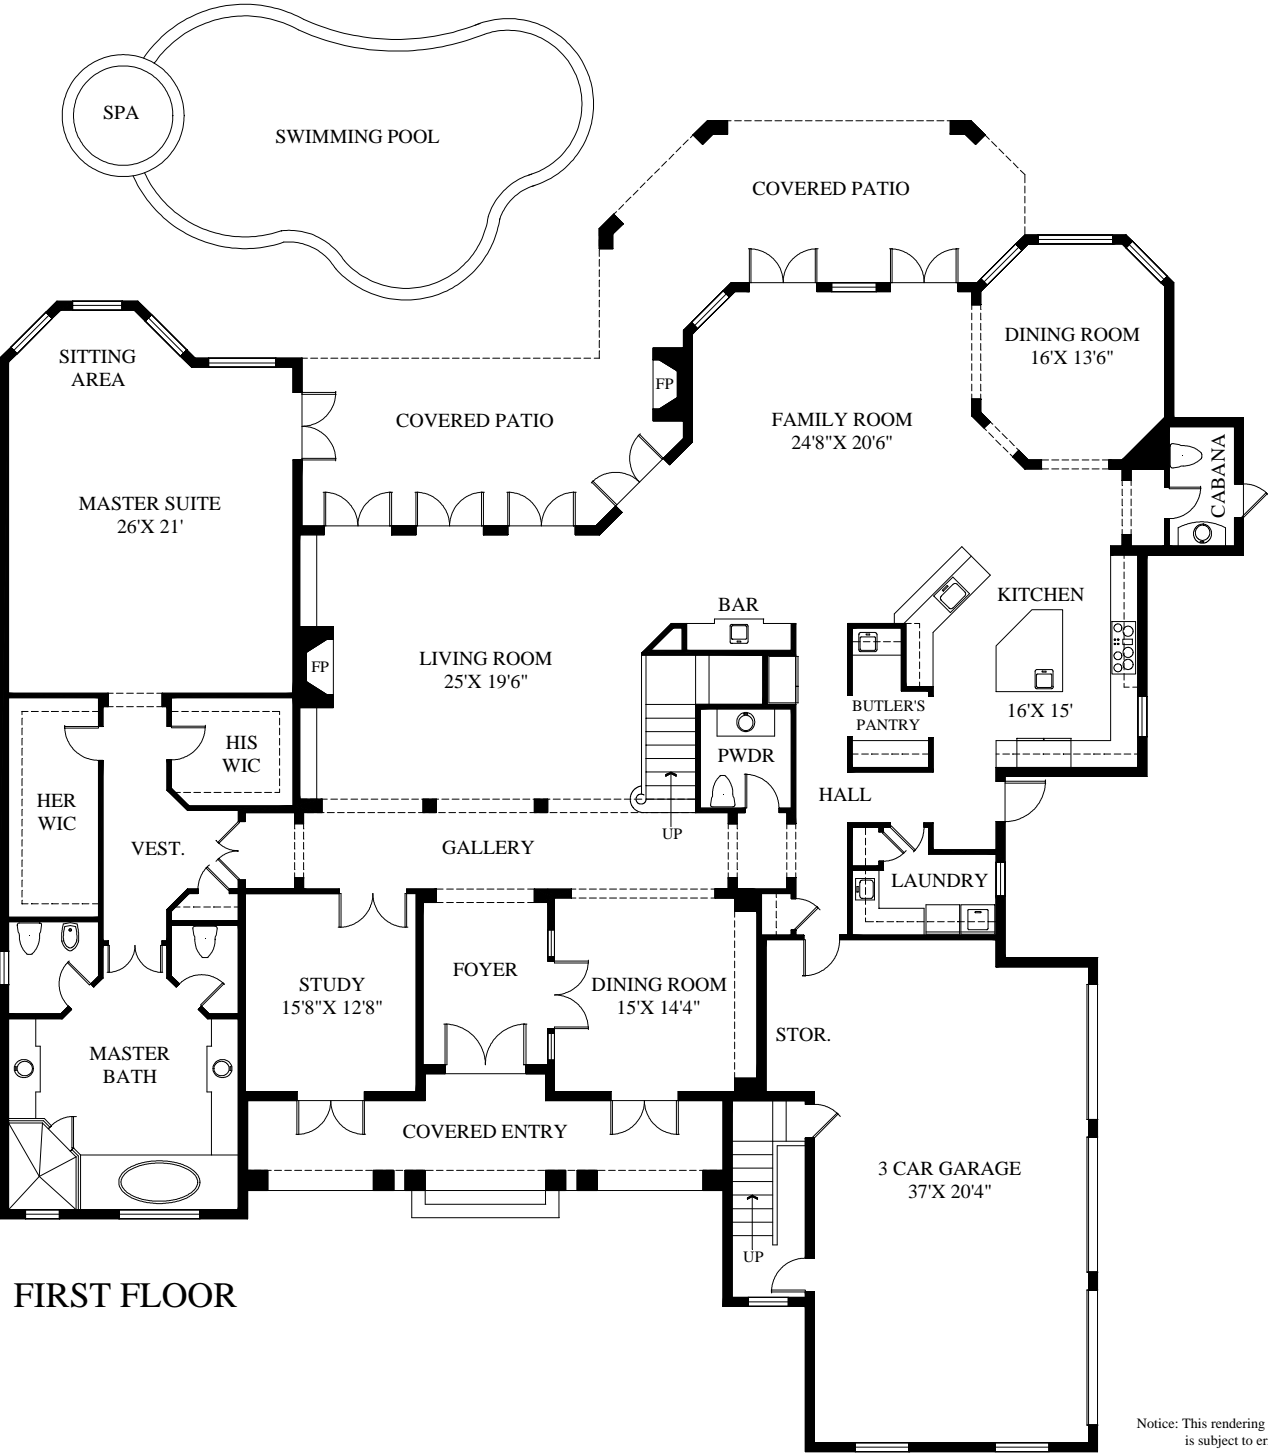 SPA
SWIMMING POOL
COVERED PATIO
DINING ROOM
16'X 13'6"
SITTING
AREA
FP
COVERED PATIO
FAMILY ROOM
24'8"X 20'6"
CABANA
MASTER SUITE
26'X 21'
KITCHEN
BAR
LIVING ROOM
25'X 19'6"
FP
BUTLER'S
PANTRY
16'X 15'
HIS
WIC
PWDR
HER
WIC
HALL
UP
VEST.
GALLERY
LAUNDRY
FOYER
STUDY
15'8"X 12'8"
DINING ROOM
15'X 14'4"
STOR.
MASTER
BATH
COVERED ENTRY
3 CAR GARAGE
37'X 20'4"
UP
FIRST FLOOR
Notice: This rendering
is subject to er